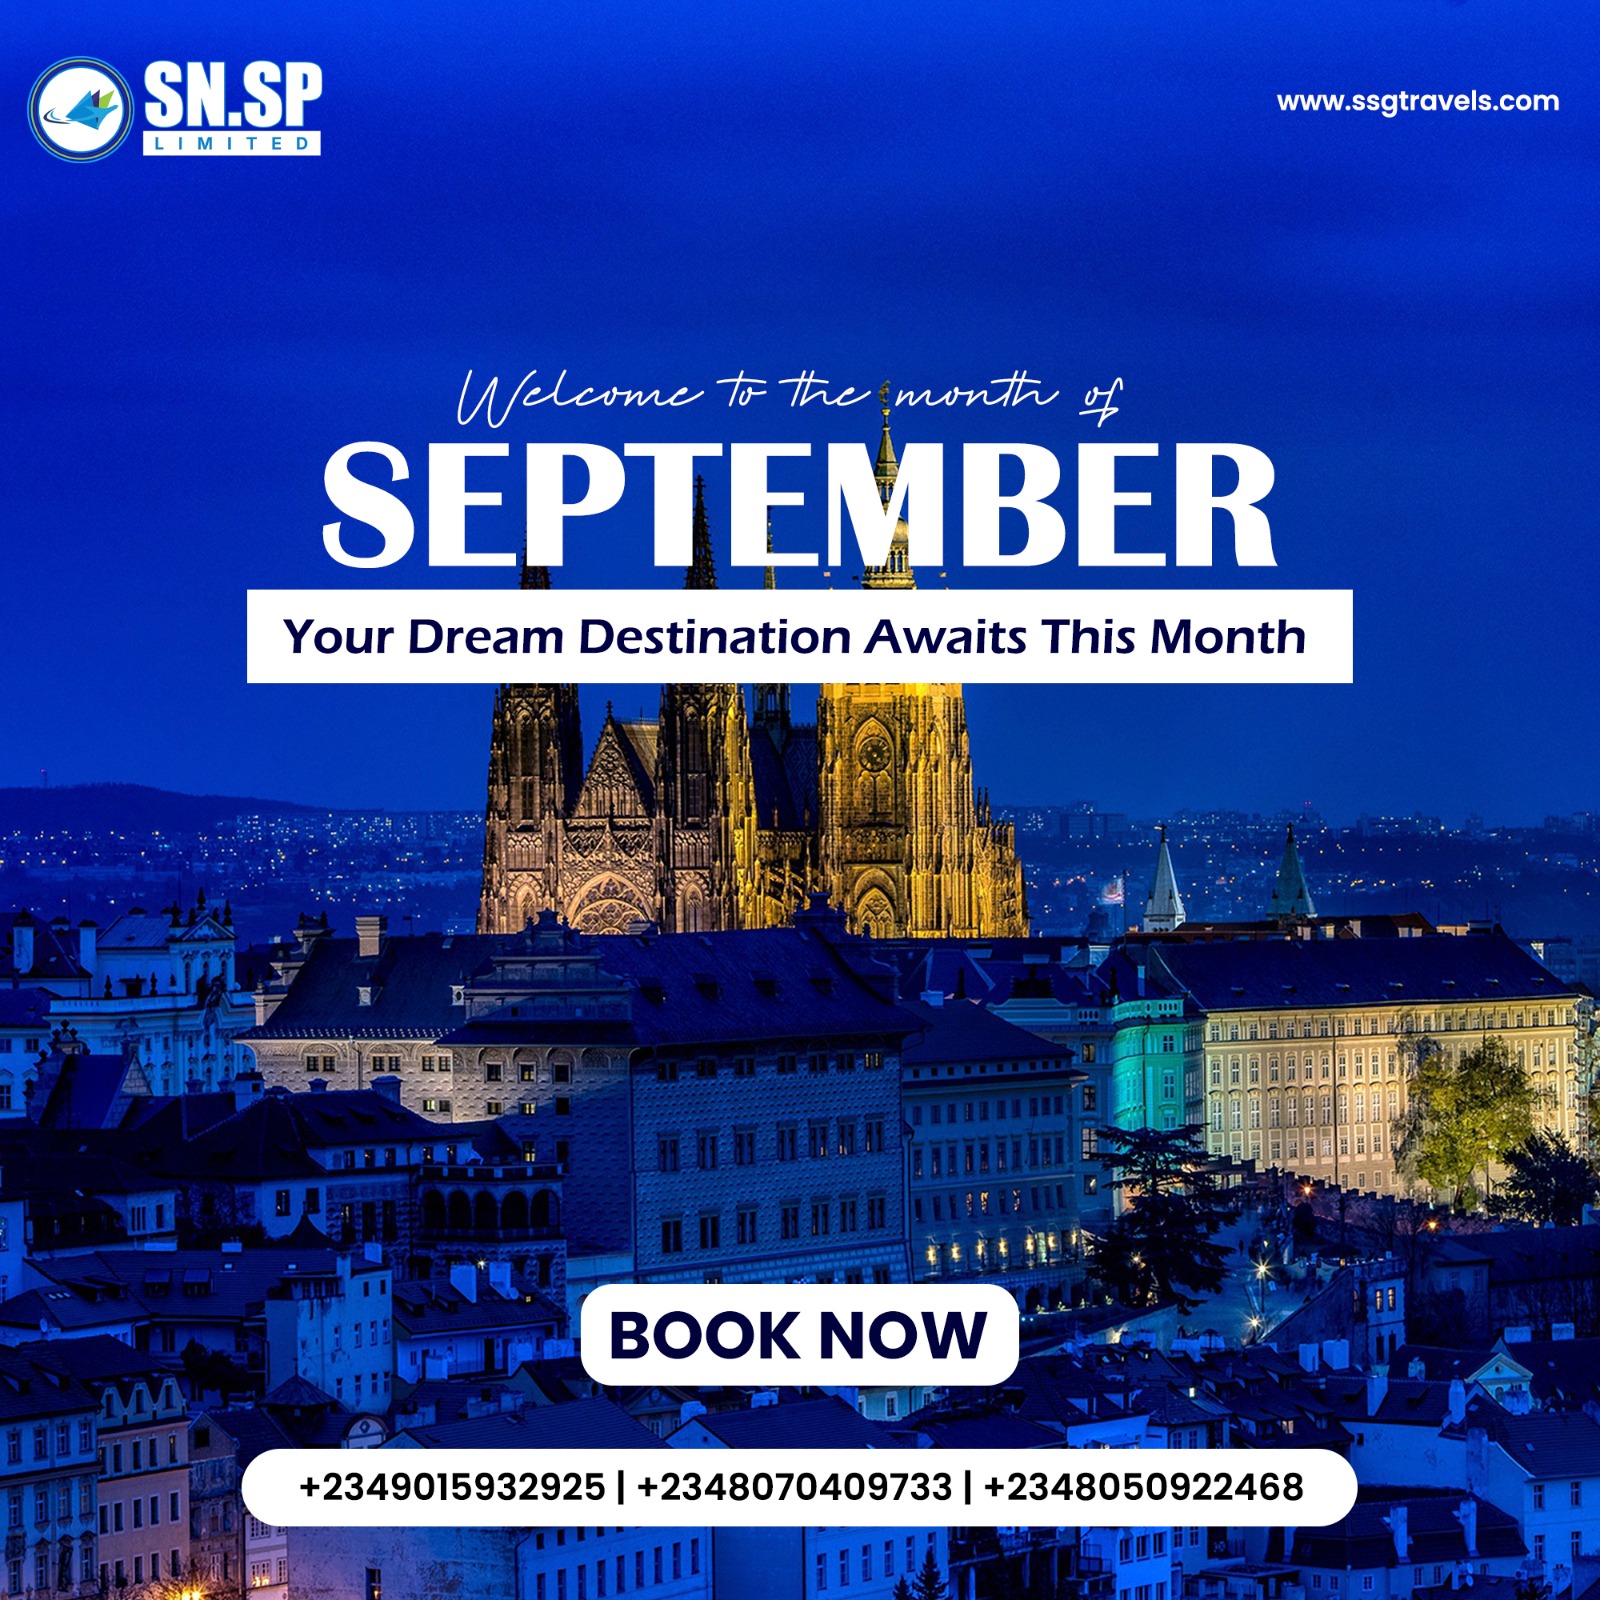 SN.SP
LIMITED
www.ssgtravels.com
Welcome to the month of
SEPTEMBER
Your Dream Destination Awaits This Month
BOOK NOW
+2349015932925 | +2348070409733 | +2348050922468